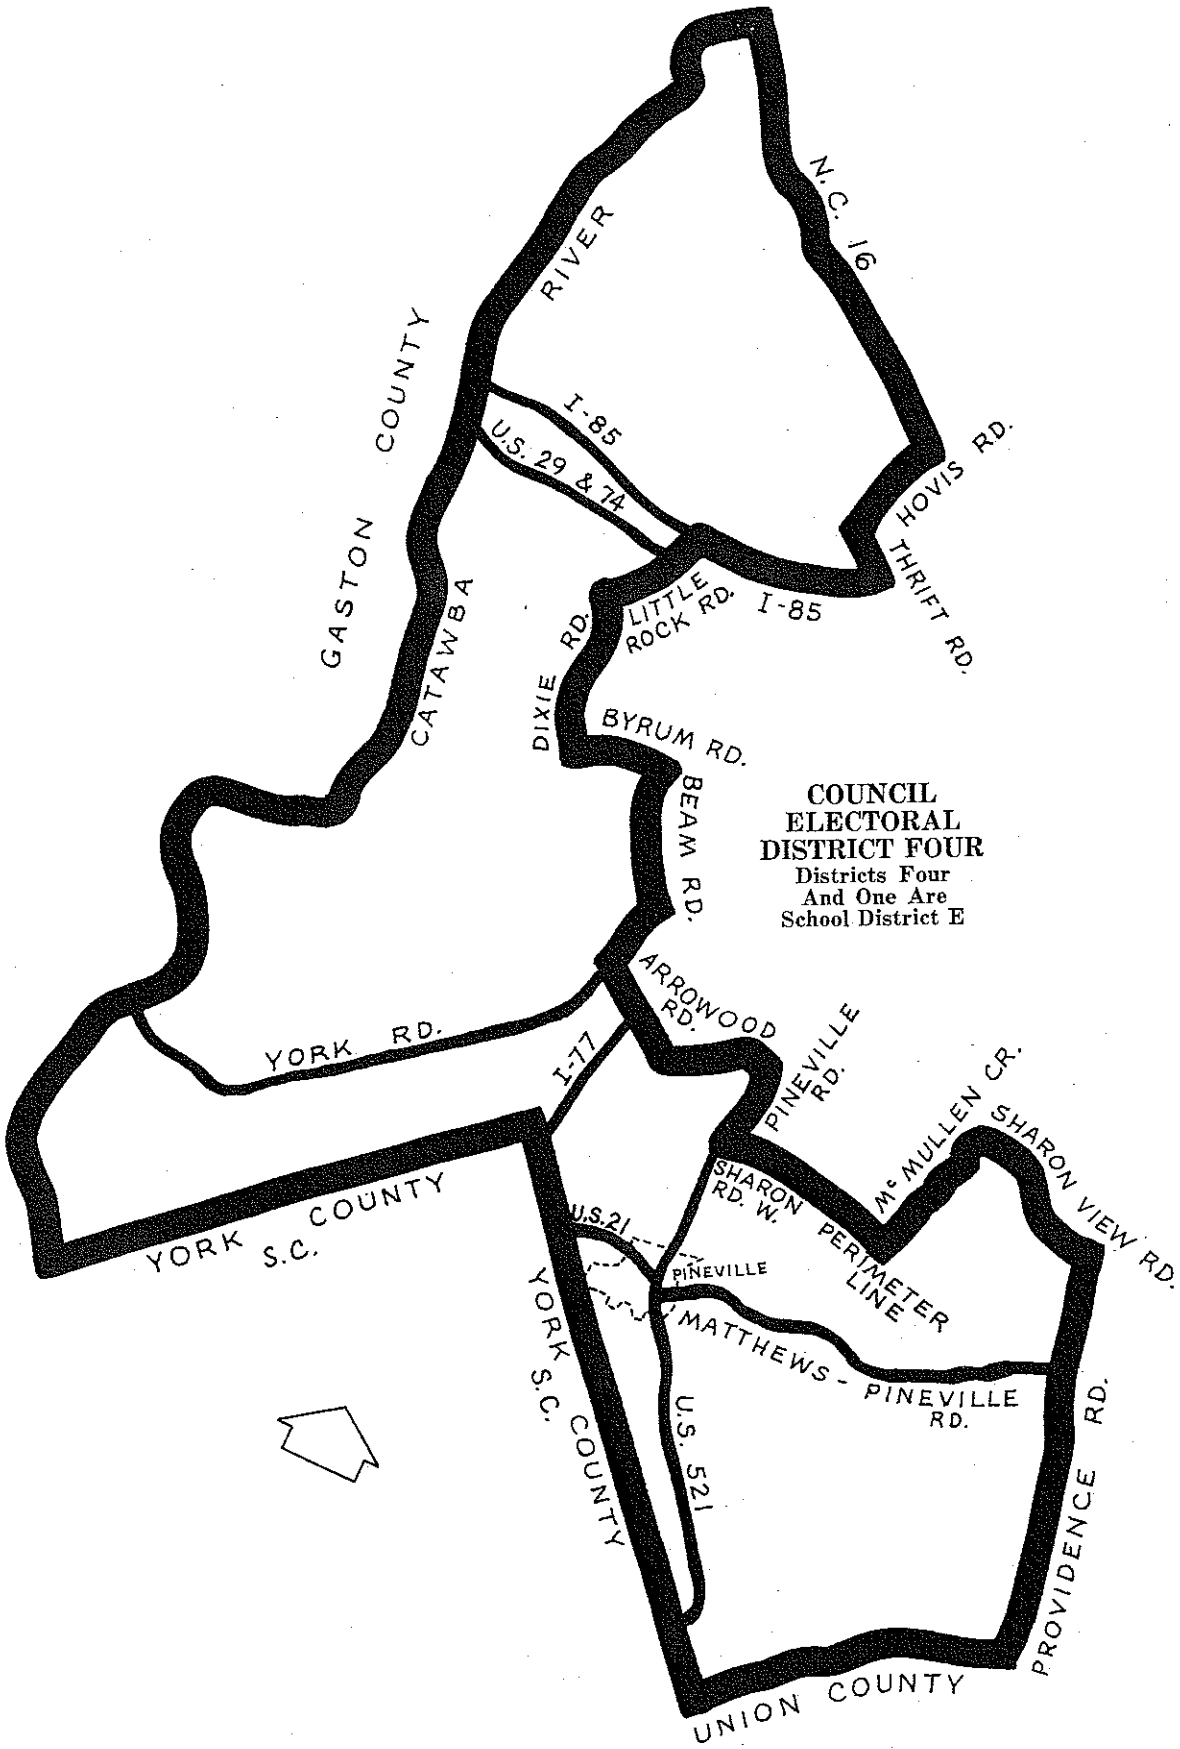 N.C. 16
RIVER
GASTON COUNTY
I-85
U.S. 29 & 74
HOVIS RD.
THRIFT RD.
I-85
LITTLE
ROCK RD.
CATAWBA
DIXIE RD.
BYRUM RD.
BEAM RD.
COUNCIL
ELECTORAL
DISTRICT FOUR
Districts Four
And One Are
School District E
ARROWOOD
RD.
YORK RD.
I-77
PINEVILLE
RD.
McMULLEN CR.
SHARON VIEW RD.
SHARON PERIMETER
RD. W.
LINE
YORK COUNTY
S.C.
U.S.21
PINEVILLE
MATTHEWS - PINEVILLE
RD.
YORK COUNTY
S.C.
U.S. 521
PROVIDENCE RD.
UNION COUNTY